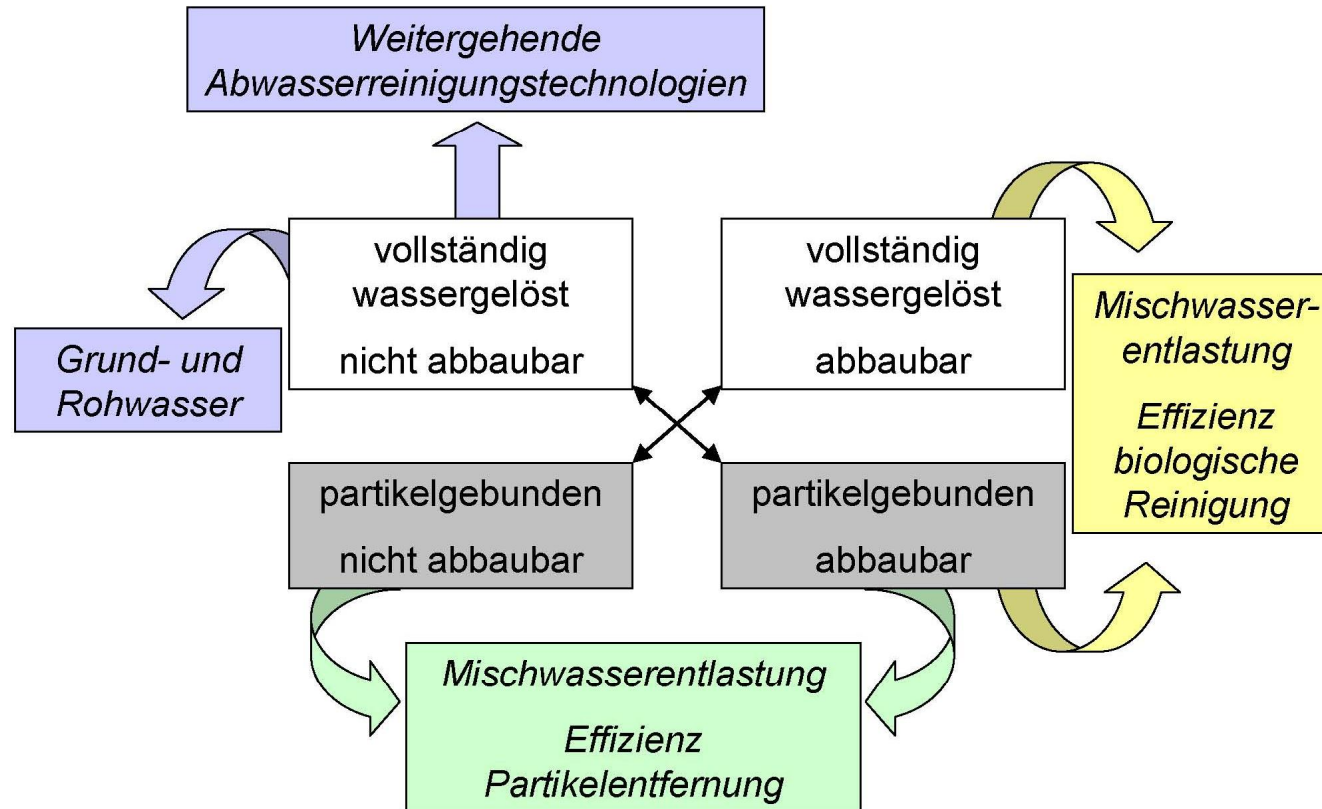 Weitergehende
Abwasserreinigungstechnologien
vollständig
wassergelöst
nicht abbaubar
vollständig
wassergelöst
abbaubar
Grund- und
Rohwasser
Mischwasser-
entlastung
Effizienz
biologische
Reinigung
partikelgebunden
nicht abbaubar
partikelgebunden
abbaubar
Mischwasserentlastung
Effizienz
Partikelentfernung